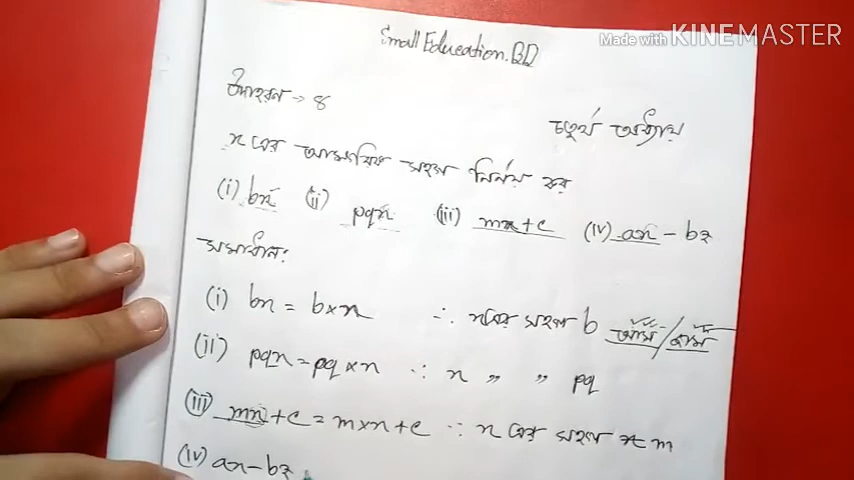 Small Education.BD
Made with KINEMASTER
উদাহরণ → ৪
চতুর্থ অধ্যায়
x এর আক্ষরিক সহগ নির্ণয় কর
(i) bx (ii) pqx (iii) mx + c (iv) ax - bz
সমাধান:
(i) bx = b × x ∴ x এর সহগ b
(ii) pqx = pq × x ∴ x " " pq
(iii) mx + c = m × x + c ∴ x এর সহগ m
(iv) ax - bz